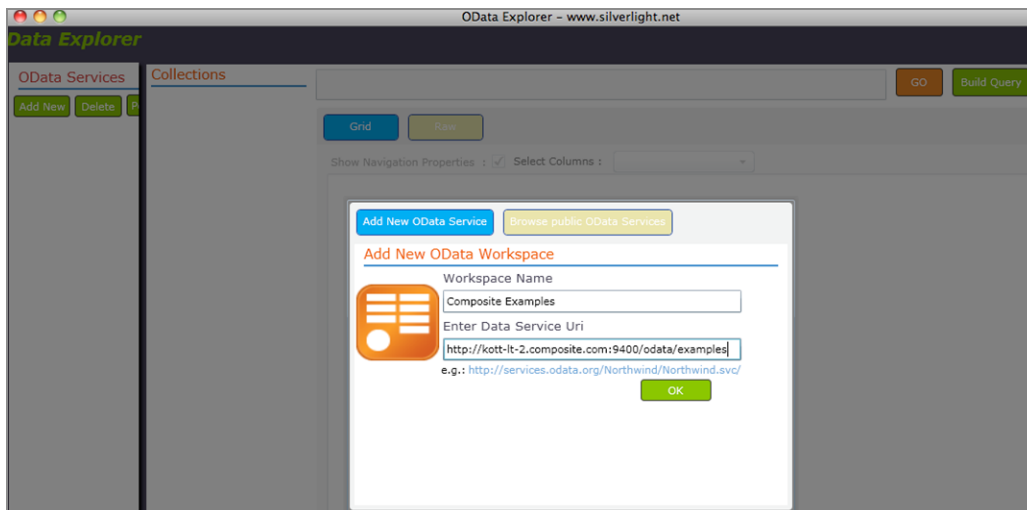 OData Explorer – www.silverlight.net
Data Explorer
OData Services
Collections
GO
Build Query
Add New
Delete
Grid
Raw
Show Navigation Properties :
Select Columns :
Add New OData Service
Browse public OData Services
Add New OData Workspace
Workspace Name
Composite Examples
Enter Data Service Uri
http://kott-lt-2.composite.com:9400/odata/examples
e.g.: http://services.odata.org/Northwind/Northwind.svc/
OK